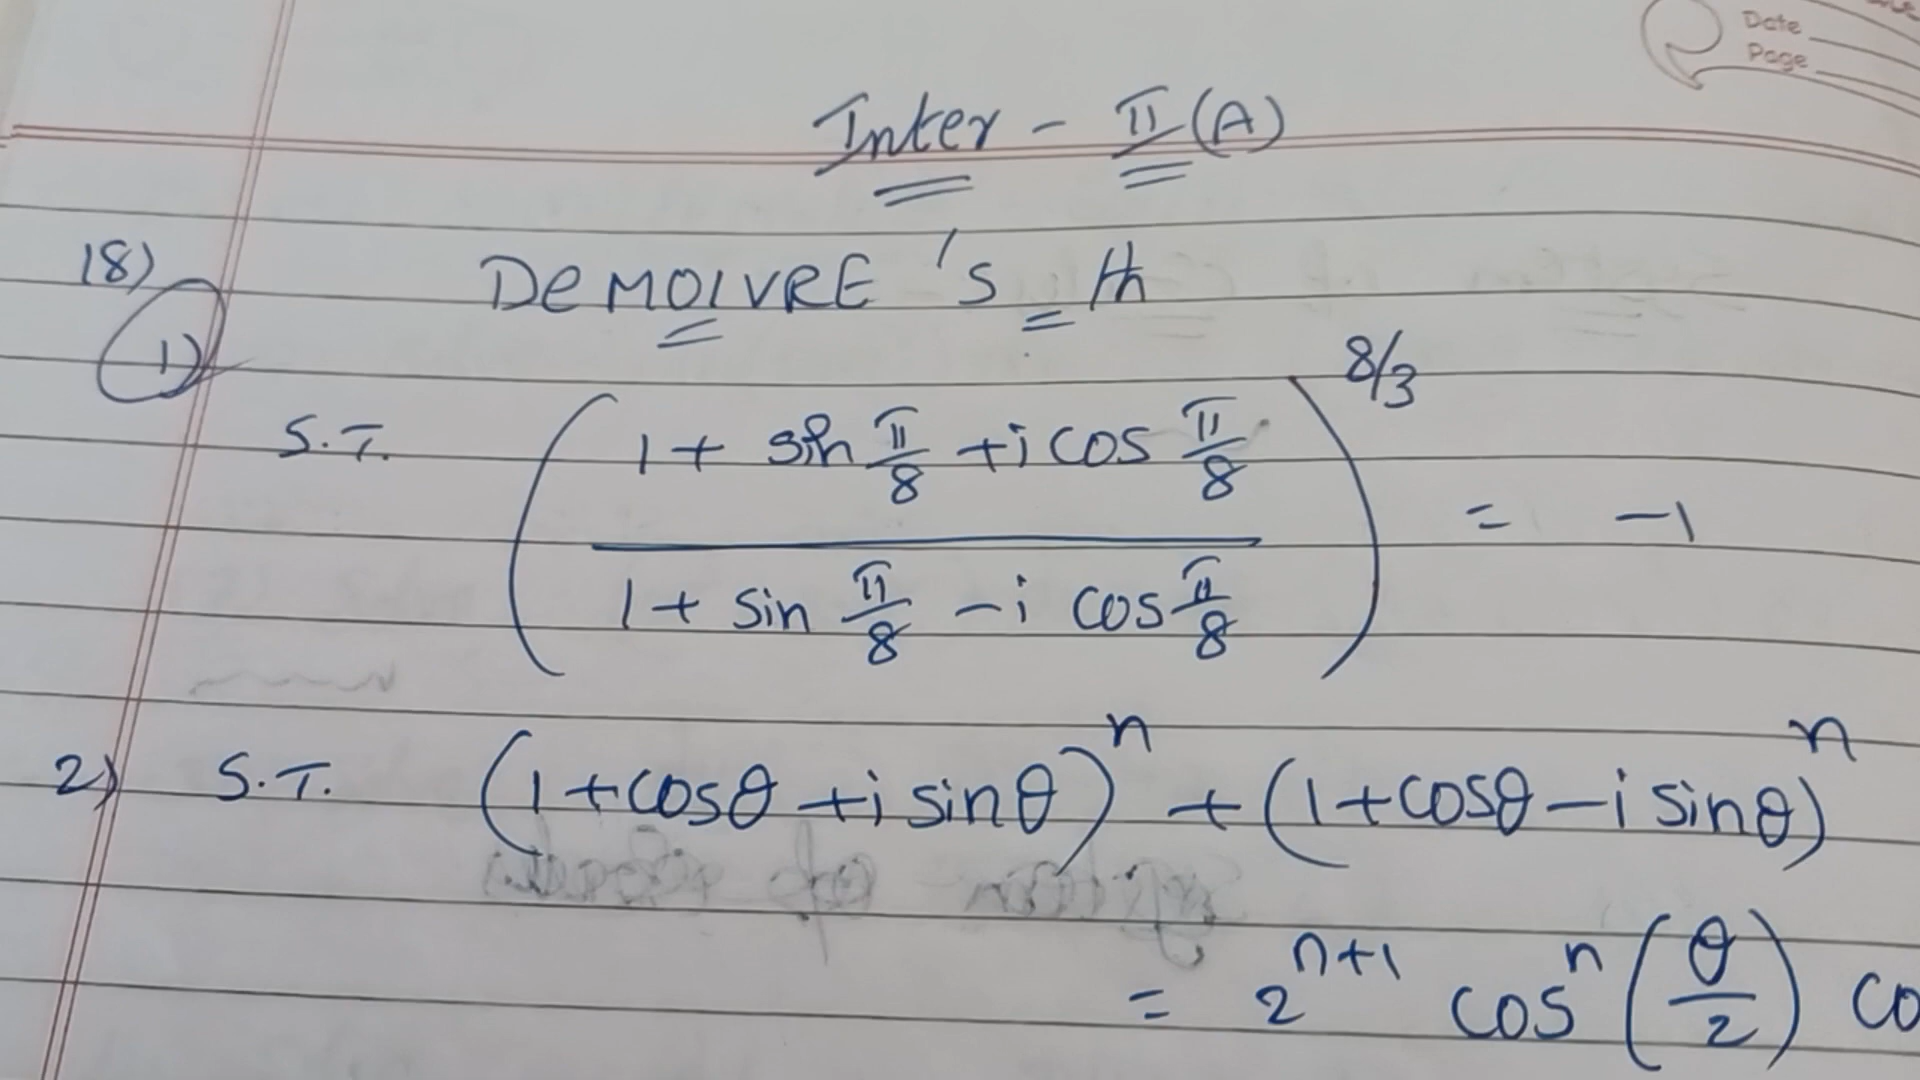 Date
Page
Inter - II (A)
18)
DeMOIVRE's th
1)
S.T. ( (1 + sin π/8 + i cos π/8) / (1 + sin π/8 - i cos π/8) )^8/3 = -1
2) S.T. (1+cosθ+i sinθ)^n + (1+cosθ-i sinθ)^n
= 2^n+1 cos^n (θ/2) co